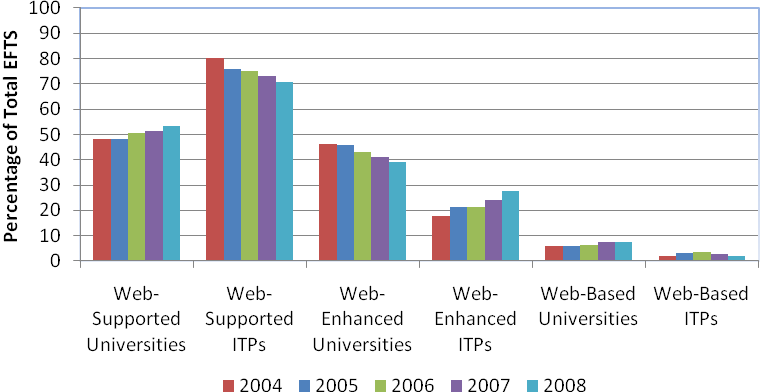 100
90
80
70
60
50
40
30
20
10
0
Percentage of Total EFTS
Web-
Supported
Universities
Web-
Supported
ITPs
Web-
Enhanced
Universities
Web-
Enhanced
ITPs
Web-Based
Universities
Web-Based
ITPs
2004 2005 2006 2007 2008